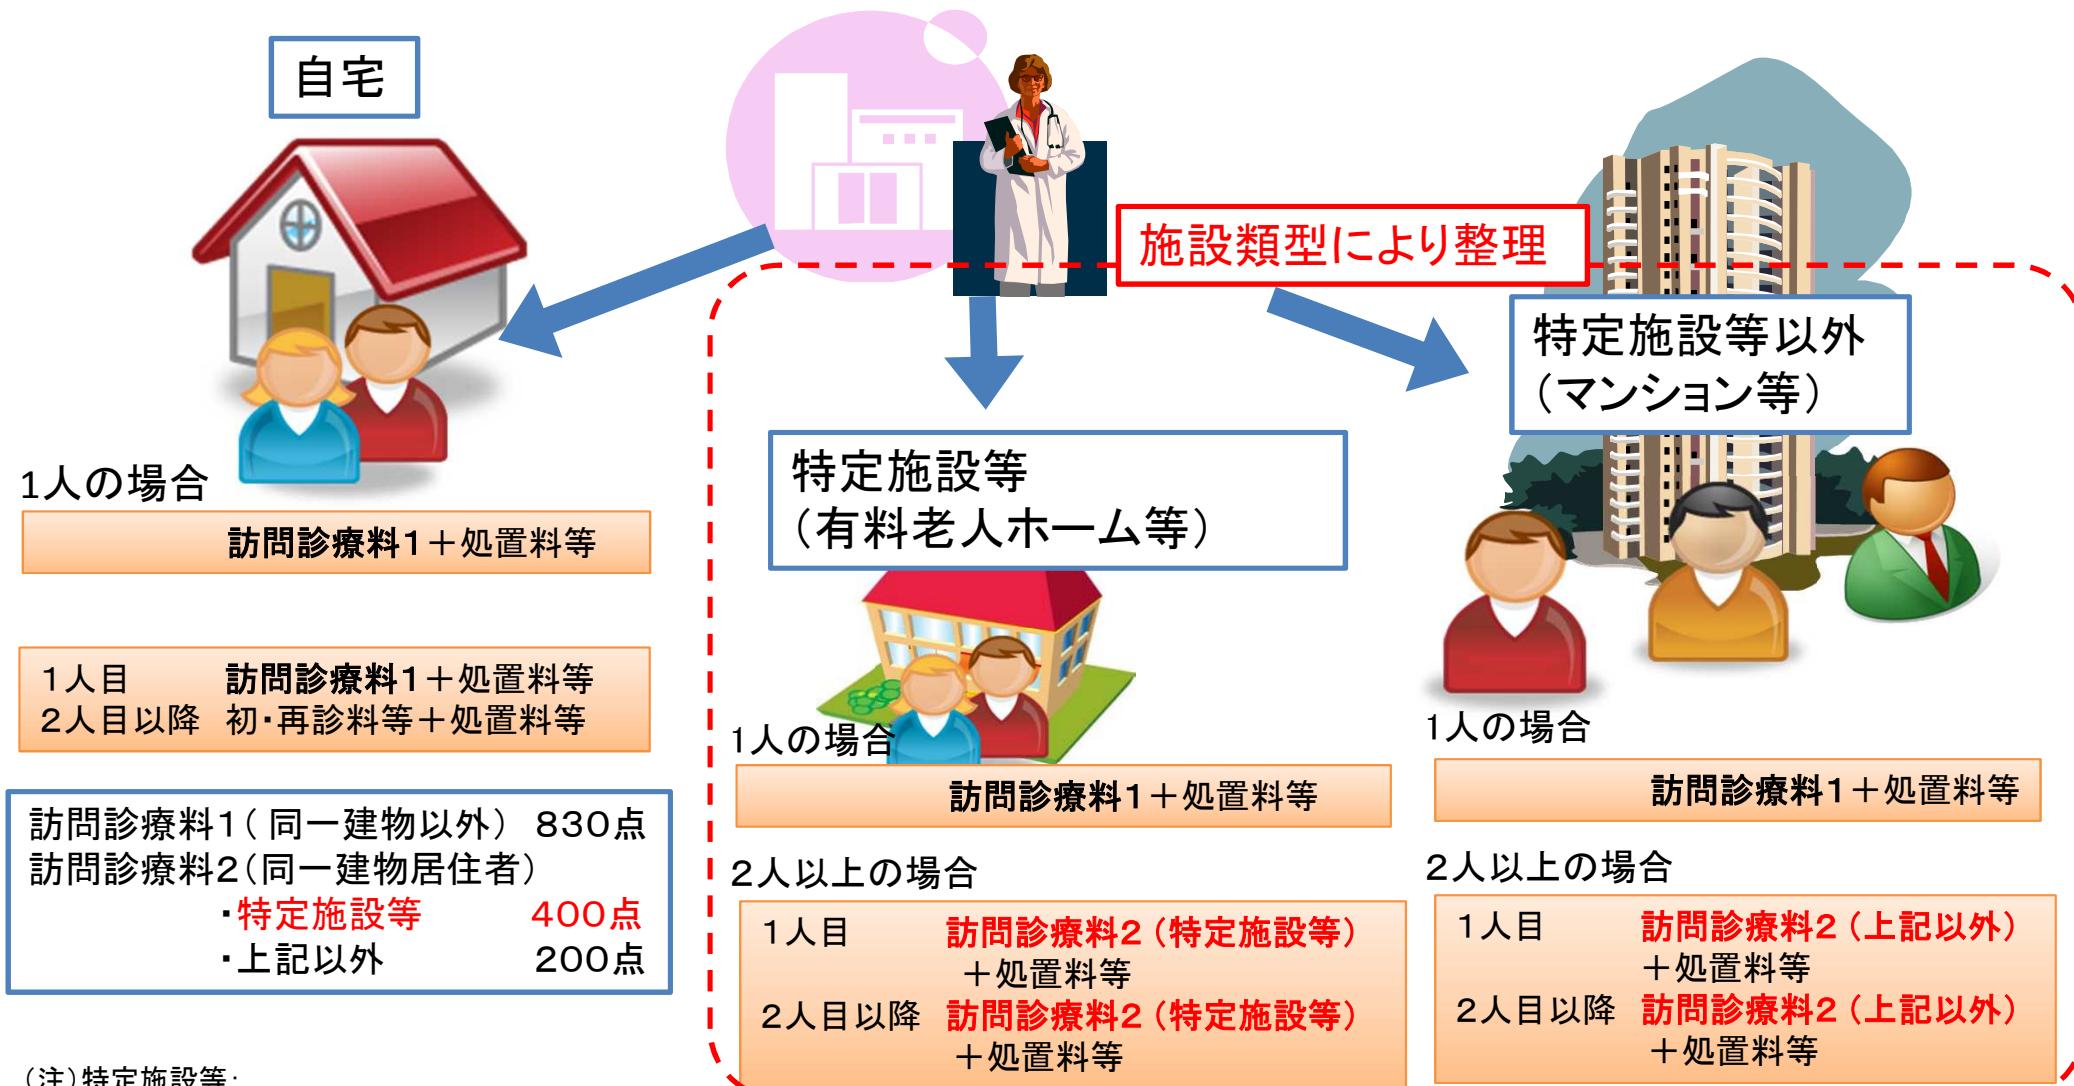 自宅
施設類型により整理
特定施設等以外
（マンション等）
特定施設等
（有料老人ホーム等）
1人の場合
訪問診療料1＋処置料等
1人目 訪問診療料1＋処置料等
2人目以降 初・再診料等＋処置料等
訪問診療料1（同一建物以外） 830点
訪問診療料2（同一建物居住者）
・特定施設等 400点
・上記以外 200点
（注）特定施設等：
1人の場合
訪問診療料1＋処置料等
2人以上の場合
1人目 訪問診療料2（特定施設等）
＋処置料等
2人目以降 訪問診療料2（特定施設等）
＋処置料等
1人の場合
訪問診療料1＋処置料等
2人以上の場合
1人目 訪問診療料2（上記以外）
＋処置料等
2人目以降 訪問診療料2（上記以外）
＋処置料等